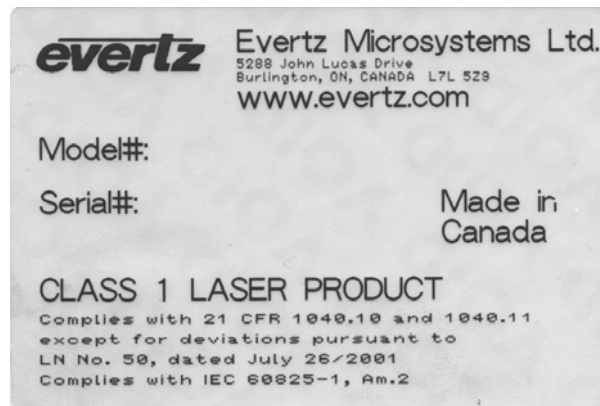 evertz
Evertz Microsystems Ltd.
5288 John Lucas Drive
Burlington, ON, CANADA L7L 5Z9
www.evertz.com
Model#:
Serial#:
Made in
Canada
CLASS 1 LASER PRODUCT
Complies with 21 CFR 1040.10 and 1040.11
except for deviations pursuant to
LN No. 50, dated July 26/2001
Complies with IEC 60825-1, Am.2